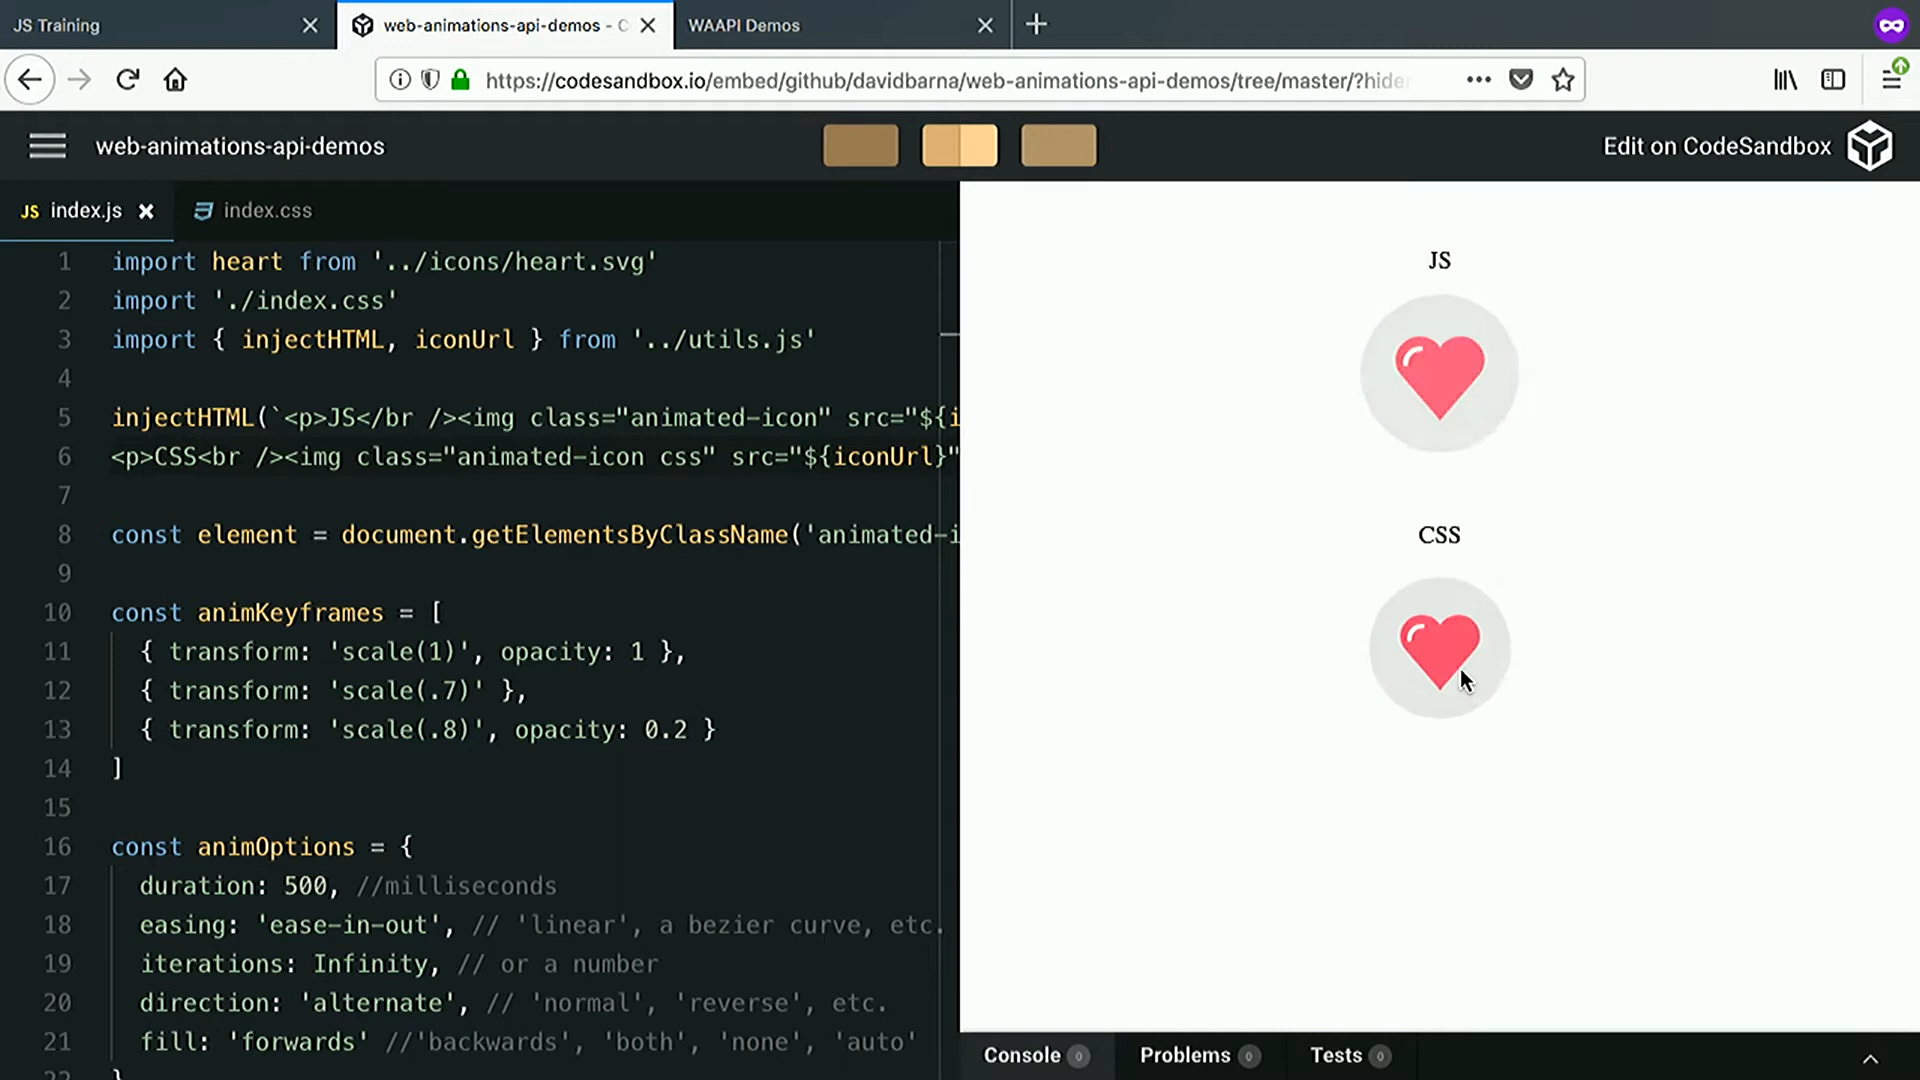 JS Training
web-animations-api-demos - C
WAAPI Demos
https://codesandbox.io/embed/github/davidbarna/web-animations-api-demos/tree/master/?hide
web-animations-api-demos
Edit on CodeSandbox
JS index.js
index.css
1 import heart from '../icons/heart.svg'
2 import './index.css'
3 import { injectHTML, iconUrl } from '../utils.js'
4
5 injectHTML(`<p>JS</br /><img class="animated-icon" src="${i
6 <p>CSS<br /><img class="animated-icon css" src="${iconUrl}"
7
8 const element = document.getElementsByClassName('animated-i
9
10 const animKeyframes = [
11 { transform: 'scale(1)', opacity: 1 },
12 { transform: 'scale(.7)' },
13 { transform: 'scale(.8)', opacity: 0.2 }
14 ]
15
16 const animOptions = {
17 duration: 500, //milliseconds
18 easing: 'ease-in-out', // 'linear', a bezier curve, etc.
19 iterations: Infinity, // or a number
20 direction: 'alternate', // 'normal', 'reverse', etc.
21 fill: 'forwards' //'backwards', 'both', 'none', 'auto'
22 }
JS
CSS
Console 0 Problems 0 Tests 0